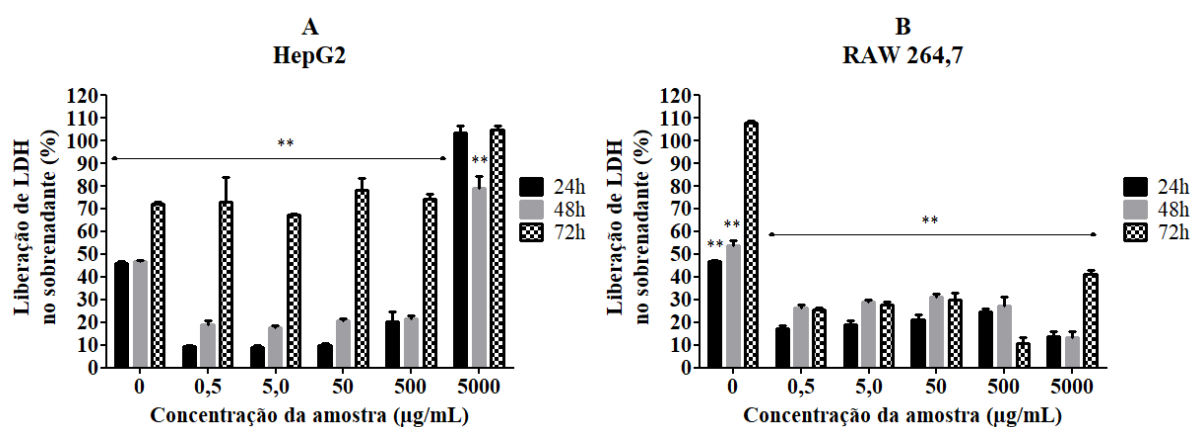 A
HepG2
120
110
100
90
80
70
60
50
40
30
20
10
0
Liberação de LDH
no sobrenadante (%)
**
**
24h
48h
72h
0
0,5
5,0
50
500
5000
Concentração da amostra (µg/mL)
B
RAW 264,7
120
110
100
90
80
70
60
50
40
30
20
10
0
Liberação de LDH
no sobrenadante (%)
**
**
**
24h
48h
72h
0
0,5
5,0
50
500
5000
Concentração da amostra (µg/mL)